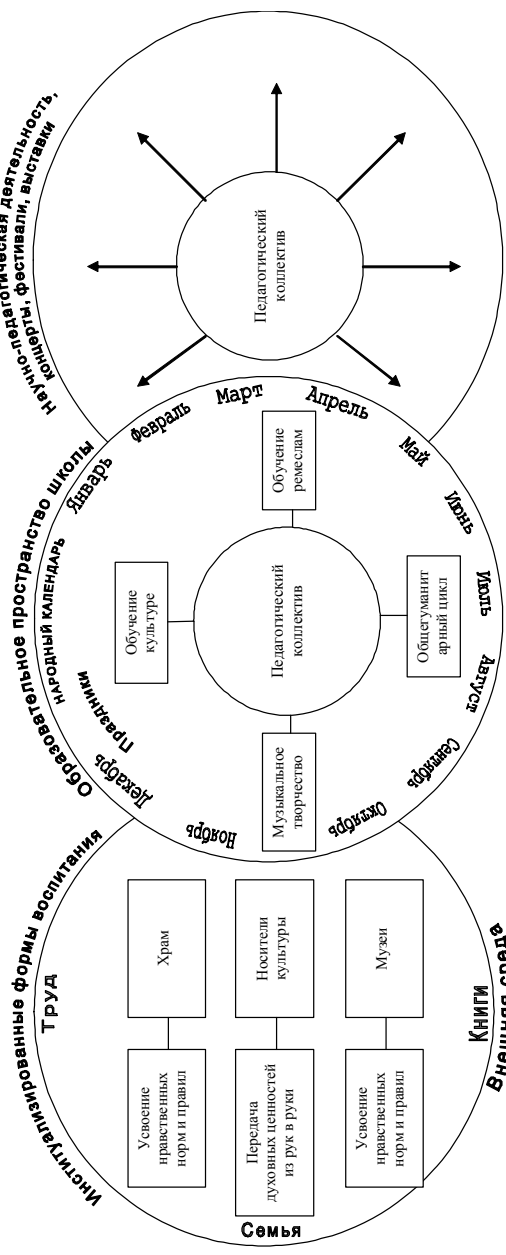 Институализированные формы воспитания
Труд
Усвоение
нравственных
норм и правил
Храм
Семья
Передача
духовных ценностей
из рук в руки
Носители
культуры
Усвоение
нравственных
норм и правил
Музеи
Книги
Внешняя среда
Образовательное пространство школы
НАРОДНЫЙ КАЛЕНДАРЬ
Праздники
Январь
Февраль
Март
Апрель
Май
Июнь
Июль
Август
Сентябрь
Октябрь
Ноябрь
Декабрь
Обучение
культуре
Музыкальное
творчество
Педагогический
коллектив
Обучение
ремеслам
Общегуманит
арный цикл
Научно-педагогическая деятельность,
концерты, фестивали, выставки
Педагогический
коллектив